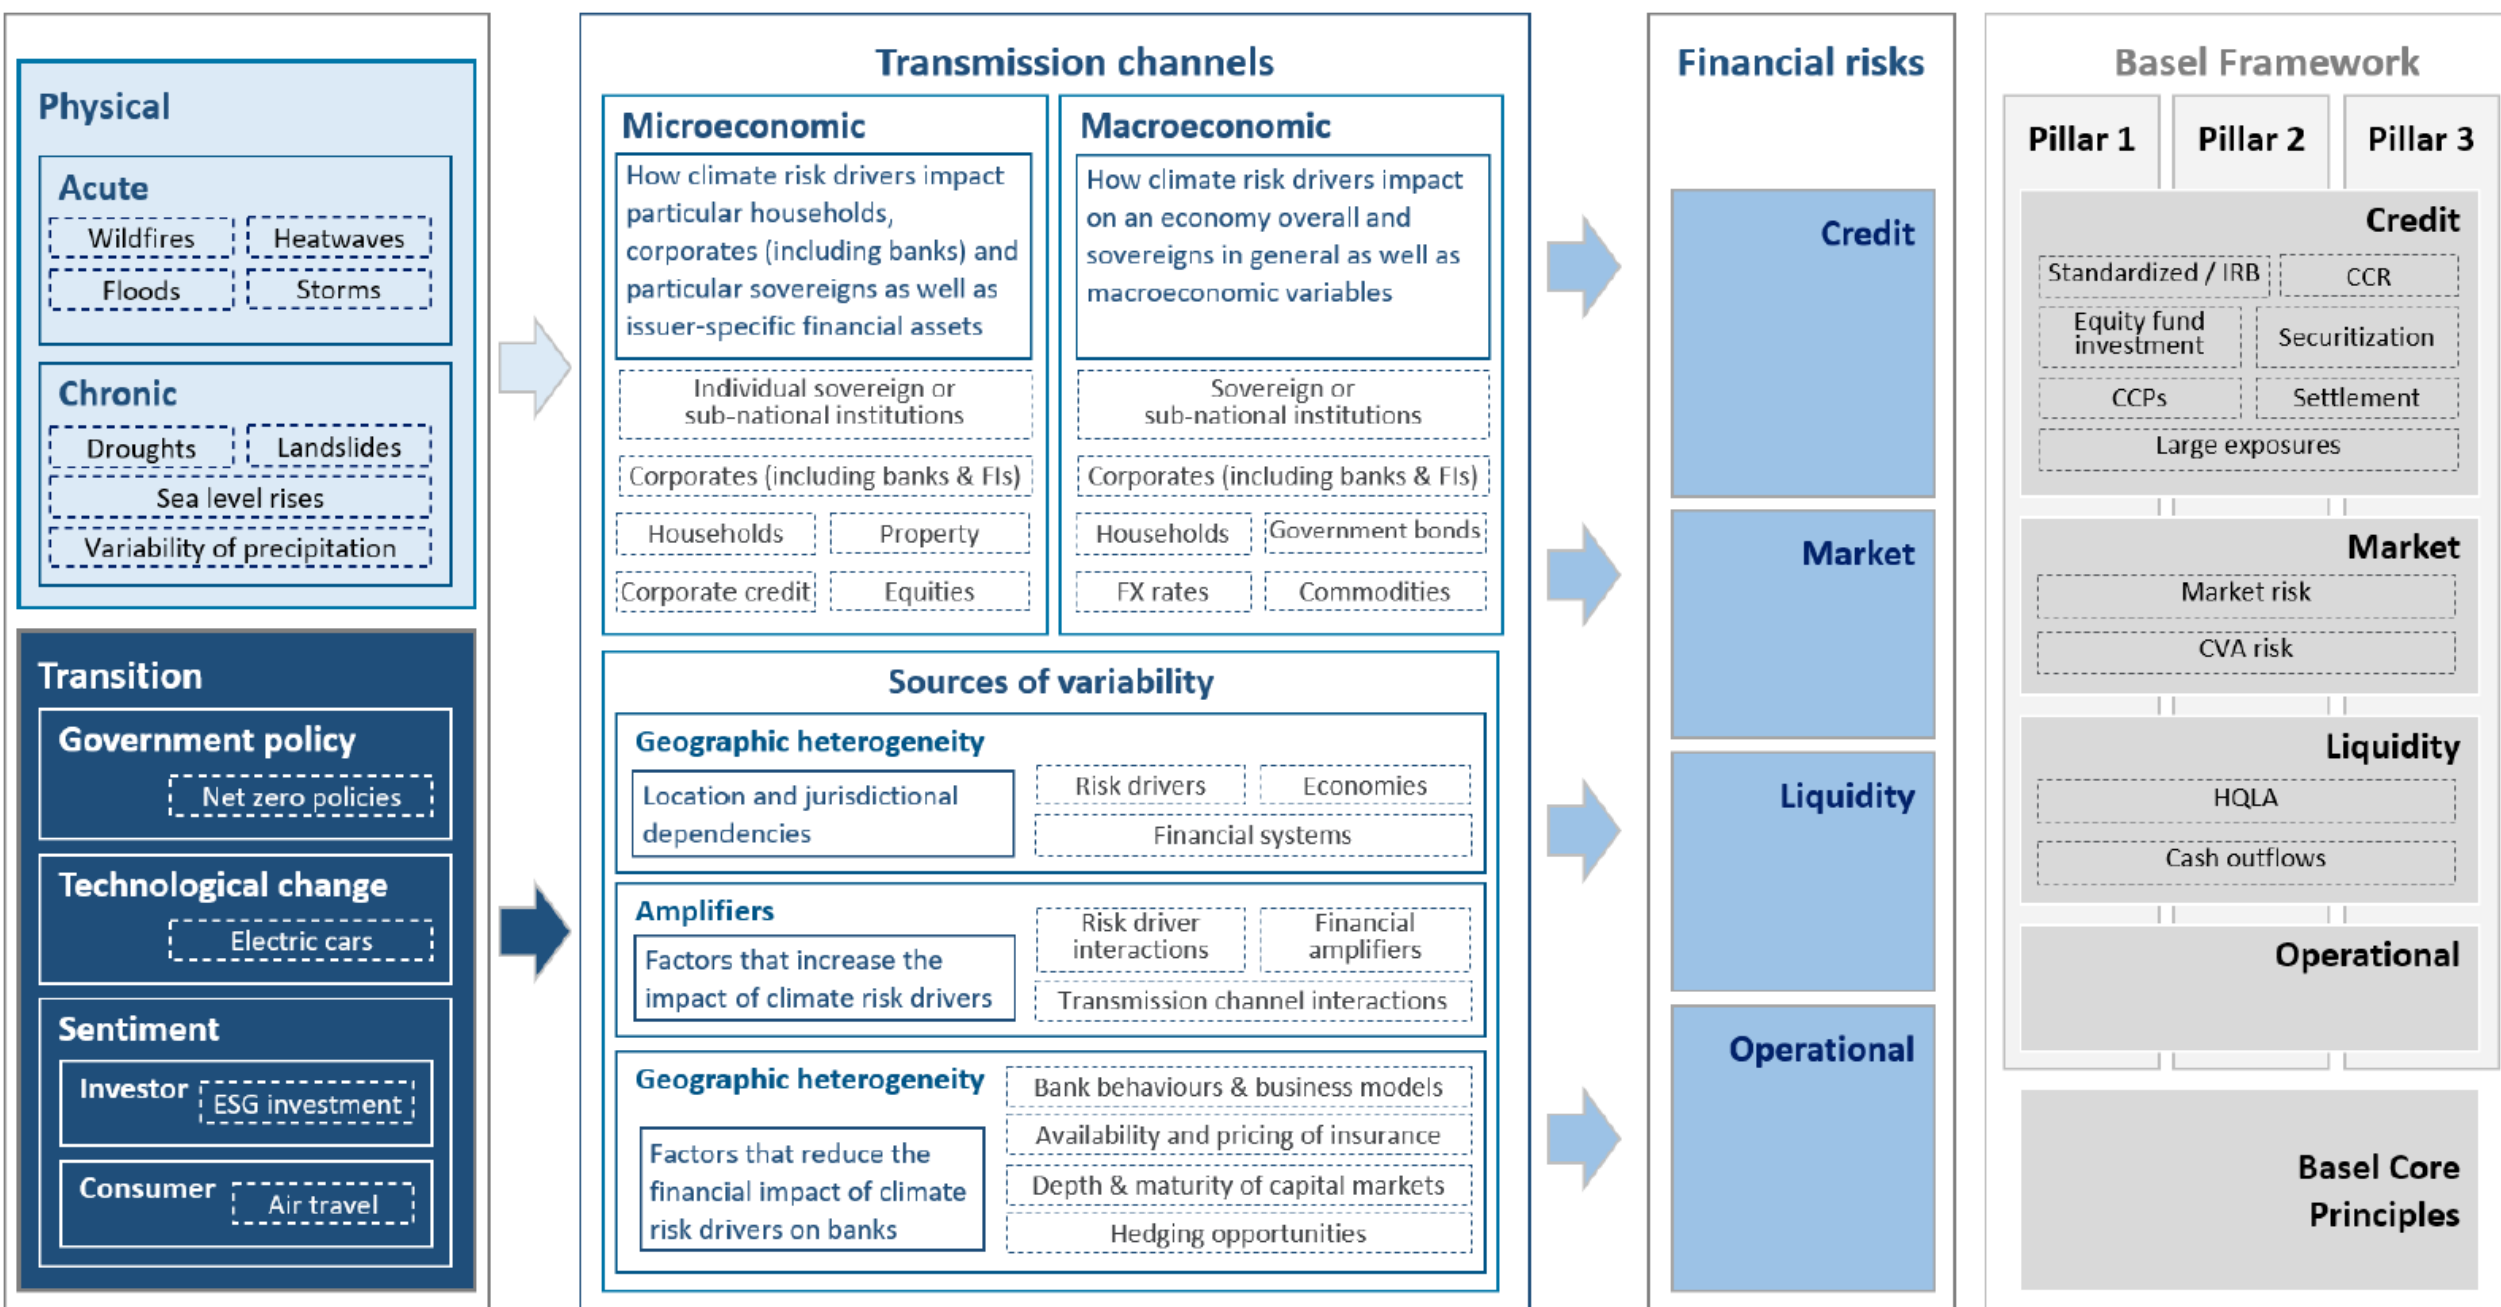 Physical
Acute
Wildfires
Heatwaves
Floods
Storms
Chronic
Droughts
Landslides
Sea level rises
Variability of precipitation
Transition
Government policy
Net zero policies
Technological change
Electric cars
Sentiment
Investor
ESG investment
Consumer
Air travel
Transmission channels
Microeconomic
How climate risk drivers impact
particular households,
corporates (including banks) and
particular sovereigns as well as
issuer-specific financial assets
Individual sovereign or
sub-national institutions
Corporates (including banks & FIs)
Households
Property
Corporate credit
Equities
Macroeconomic
How climate risk drivers impact
on an economy overall and
sovereigns in general as well as
macroeconomic variables
Sovereign or
sub-national institutions
Corporates (including banks & FIs)
Households
Government bonds
FX rates
Commodities
Sources of variability
Geographic heterogeneity
Location and jurisdictional
dependencies
Risk drivers
Economies
Financial systems
Amplifiers
Factors that increase the
impact of climate risk drivers
Risk driver
interactions
Financial
amplifiers
Transmission channel interactions
Geographic heterogeneity
Factors that reduce the
financial impact of climate
risk drivers on banks
Bank behaviours & business models
Availability and pricing of insurance
Depth & maturity of capital markets
Hedging opportunities
Financial risks
Credit
Market
Liquidity
Operational
Basel Framework
Pillar 1
Pillar 2
Pillar 3
Credit
Standardized / IRB
CCR
Equity fund
investment
Securitization
CCPs
Settlement
Large exposures
Market
Market risk
CVA risk
Liquidity
HQLA
Cash outflows
Operational
Basel Core
Principles